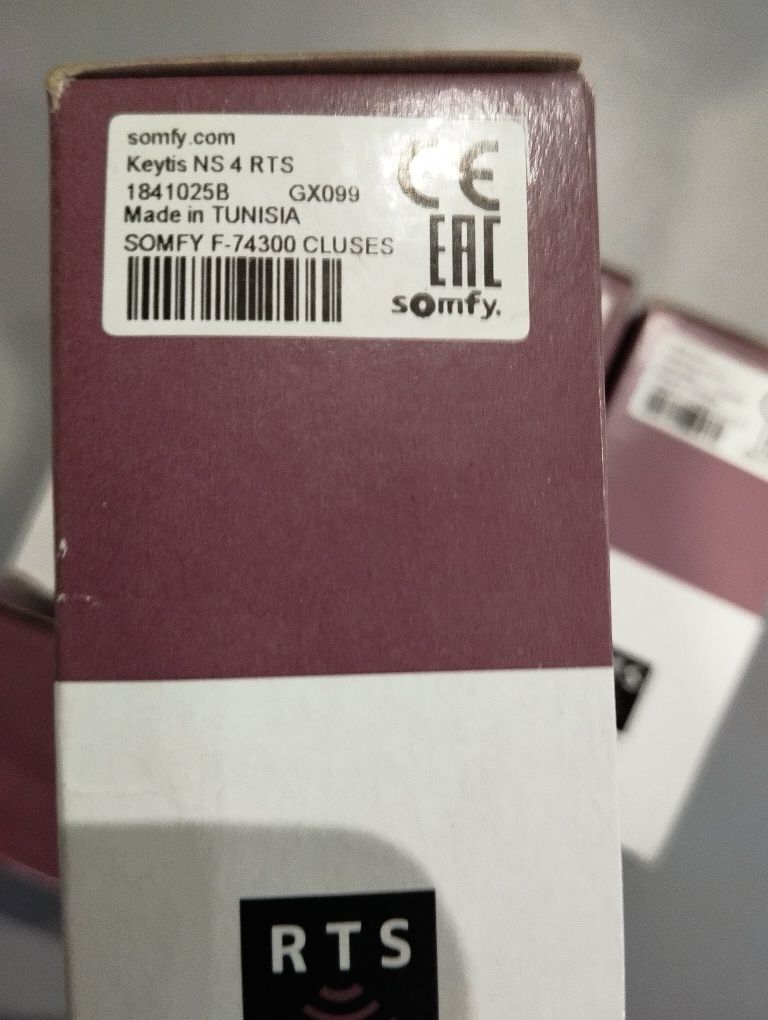 somfy.com
Keytis NS 4 RTS
1841025B GX099
Made in TUNISIA
SOMFY F-74300 CLUSES
CE
EAC
somfy.
RTS